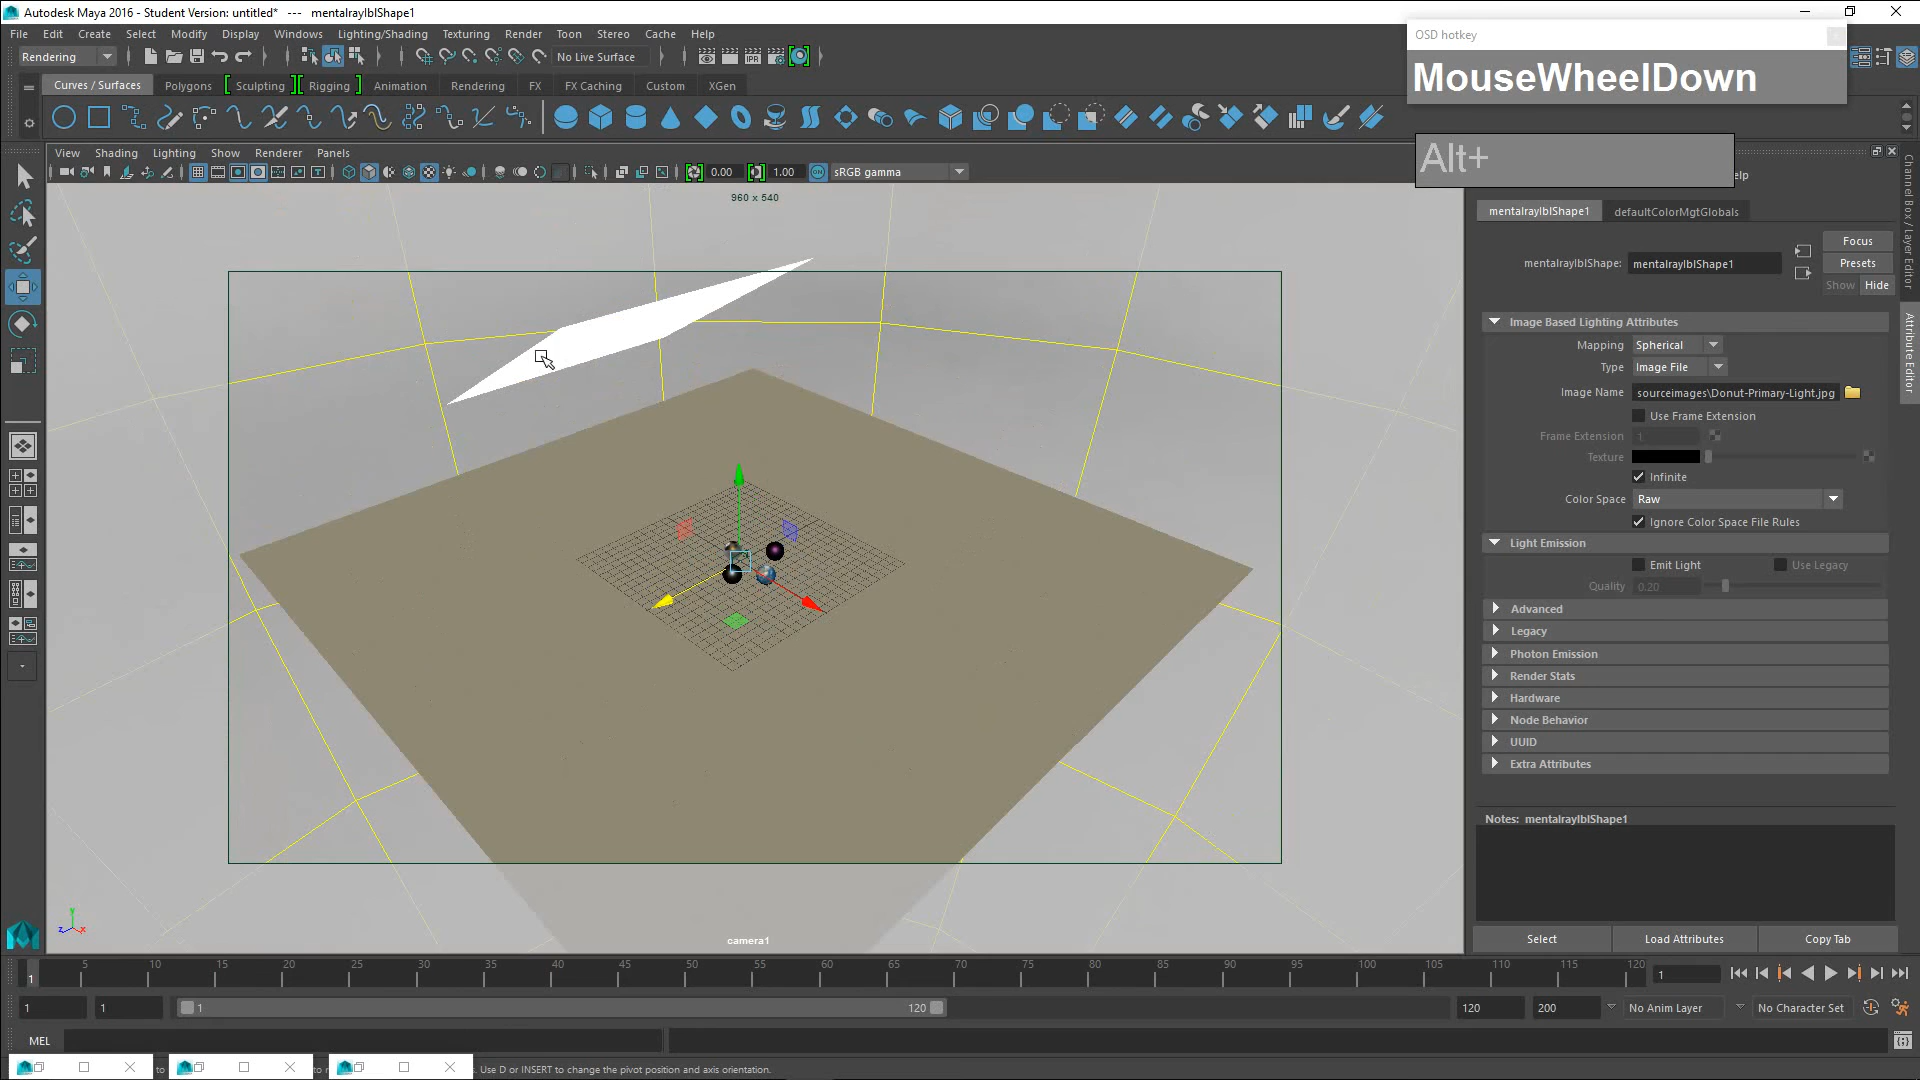 Autodesk Maya 2016 - Student Version: untitled*   ---   mentalrayIblShape1
File Edit Create Select Modify Display Windows Lighting/Shading Texturing Render Toon Stereo Cache Help
OSD hotkey
MouseWheelDown
Alt+
Rendering
No Live Surface
IPR
Curves / Surfaces Polygons Sculpting Rigging Animation Rendering FX FX Caching Custom XGen
View Shading Lighting Show Renderer Panels
0.00 1.00 sRGB gamma
elp
960 x 540
mentalrayIblShape1 defaultColorMgtGlobals
Focus
mentalrayIblShape: mentalrayIblShape1
Presets
Show Hide
Image Based Lighting Attributes
Mapping Spherical
Type Image File
Image Name sourceimages\Donut-Primary-Light.jpg
Use Frame Extension
Frame Extension 1
Texture
Infinite
Color Space Raw
Ignore Color Space File Rules
Light Emission
Emit Light Use Legacy
Quality 0.20
Advanced
Legacy
Photon Emission
Render Stats
Hardware
Node Behavior
UUID
Extra Attributes
Notes: mentalrayIblShape1
Select Load Attributes Copy Tab
Channel Box / Layer Editor
Attribute Editor
y
z x
camera1
1 5 10 15 20 25 30 35 40 45 50 55 60 65 70 75 80 85 90 95 100 105 110 115 120 1
1 1 1 120 120 200 No Anim Layer No Character Set
MEL
to Use D or INSERT to change the pivot position and axis orientation.